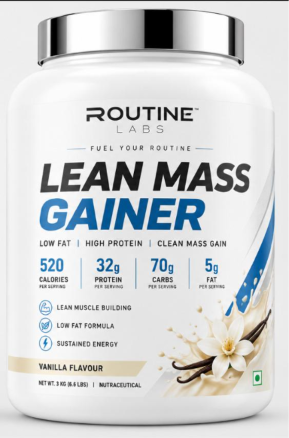 ROUTINE™
LABS
FUEL YOUR ROUTINE
LEAN MASS
GAINER
LOW FAT | HIGH PROTEIN | CLEAN MASS GAIN
520 32g 70g 5g
CALORIES PROTEIN CARBS FAT
PER SERVING PER SERVING PER SERVING PER SERVING
LEAN MUSCLE BUILDING
LOW FAT FORMULA
SUSTAINED ENERGY
VANILLA FLAVOUR
NET WT. 3 KG (6.6 LBS) | NUTRACEUTICAL